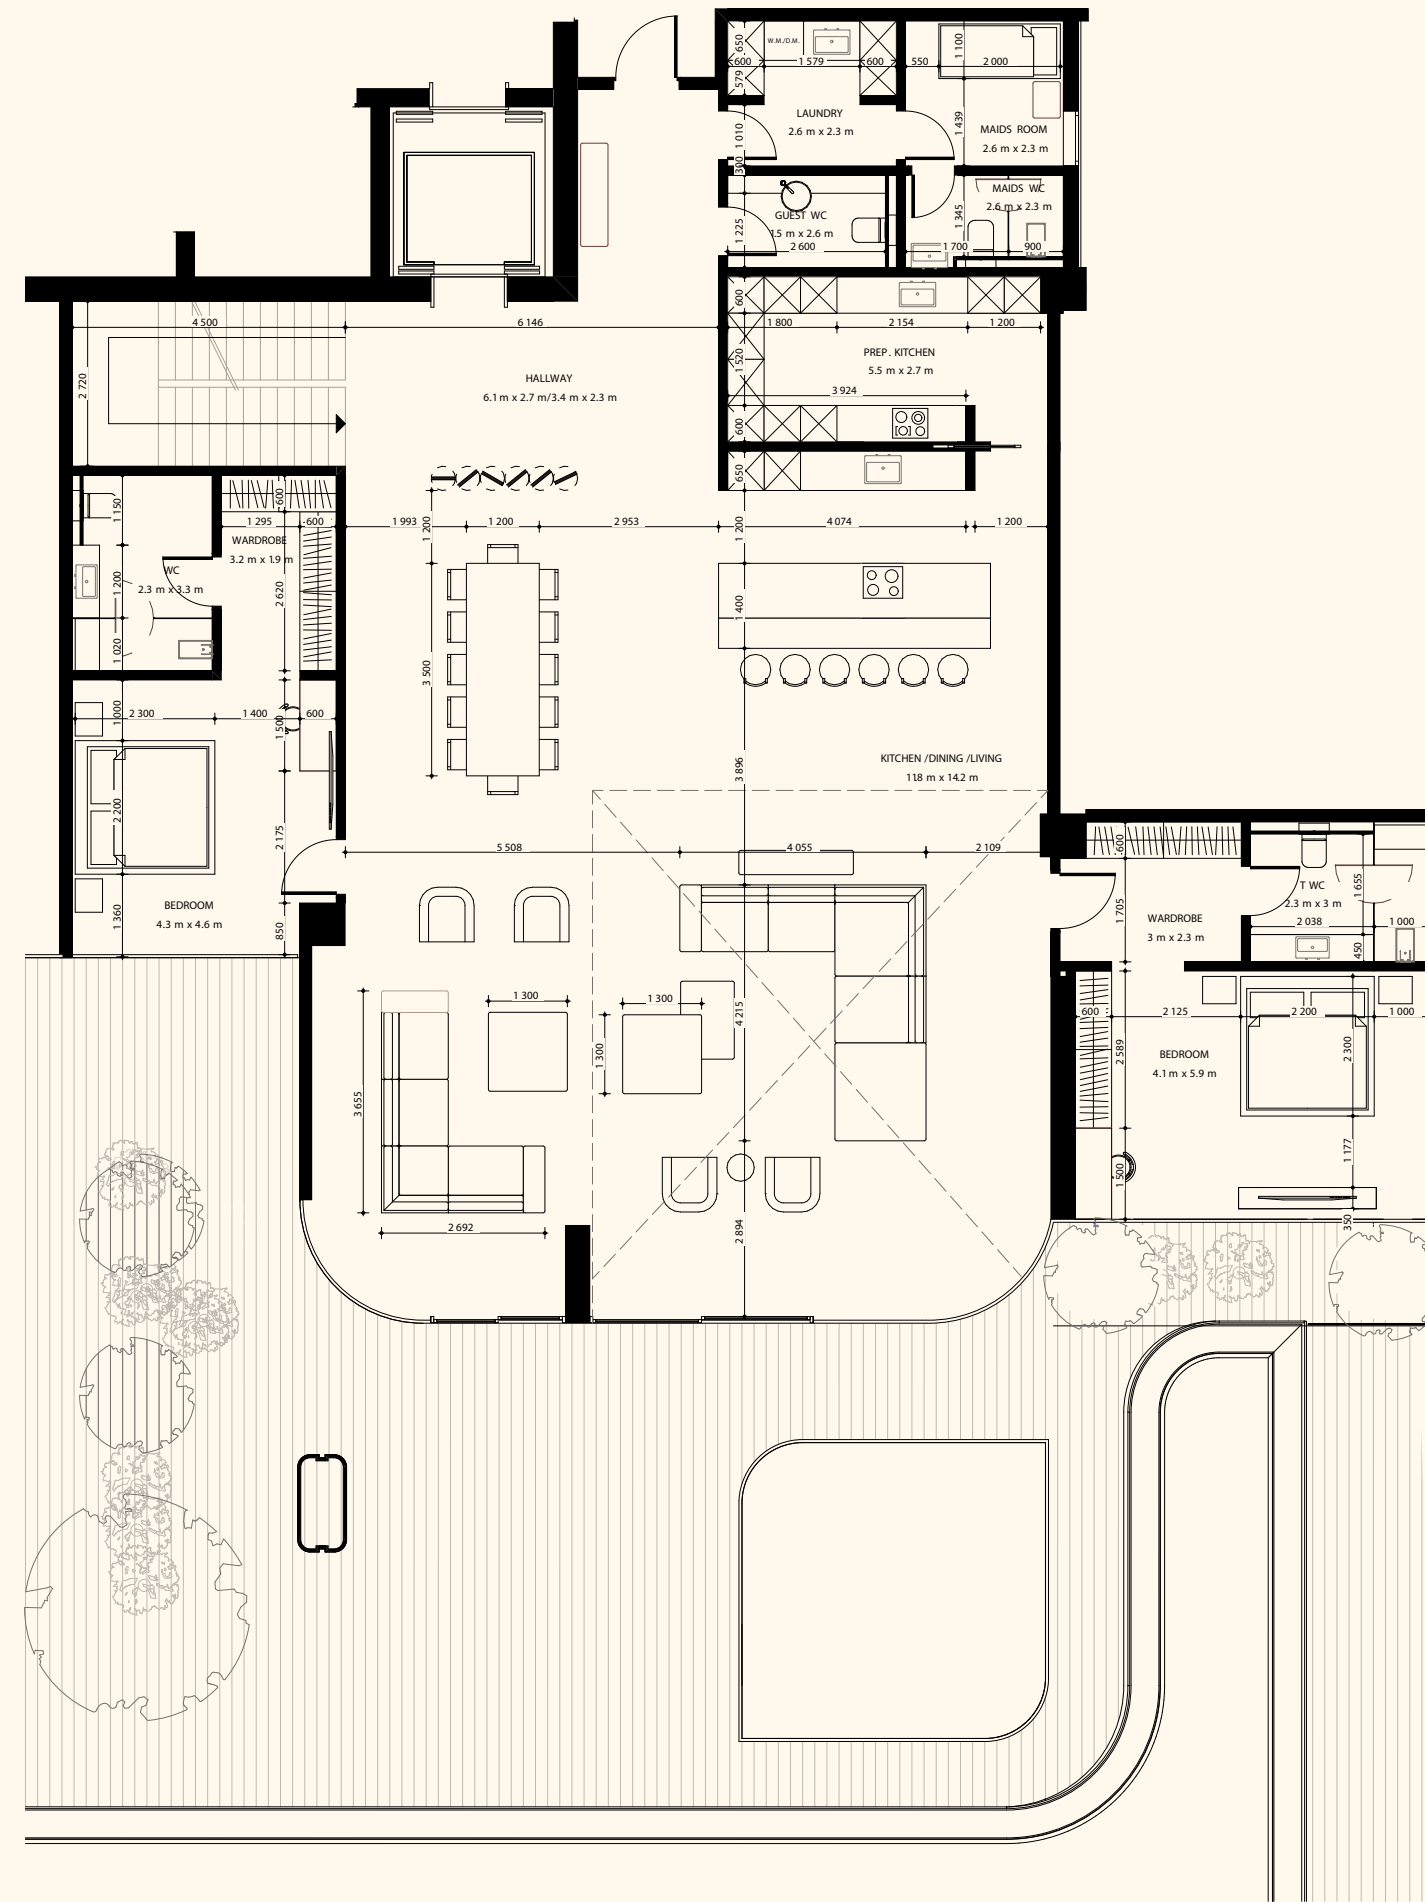 650
W.M./D.M.
1 100
600
1 579
600
550
2 000
579
LAUNDRY
2.6 m x 2.3 m
1 010
1 439
MAIDS ROOM
2.6 m x 2.3 m
300
MAIDS WC
2.6 m x 2.3 m
GUEST WC
1.5 m x 2.6 m
1 225
1 345
2 600
1 700
900
600
4 500
6 146
1 800
2 154
1 200
PREP. KITCHEN
5.5 m x 2.7 m
1 520
2 720
HALLWAY
6.1 m x 2.7 m/3.4 m x 2.3 m
3 924
600
650
600
1 150
1 295
600
1 993
1 200
1 200
2 953
1 200
4 074
1 200
WARDROBE
3.2 m x 1.9 m
WC
2.3 m x 3.3 m
1 200
2 620
1 400
1 020
3 500
1 000
2 300
1 400
1 500
600
KITCHEN /DINING /LIVING
11.8 m x 14.2 m
3 896
2 200
2 175
5 508
4 055
2 109
600
BEDROOM
4.3 m x 4.6 m
1 360
850
1 705
WARDROBE
3 m x 2.3 m
T WC
2.3 m x 3 m
1 655
2 038
1 000
450
1 300
1 300
4 215
600
2 125
2 200
1 000
1 300
2 589
2 300
BEDROOM
4.1 m x 5.9 m
3 655
1 177
1 500
2 692
2 894
350